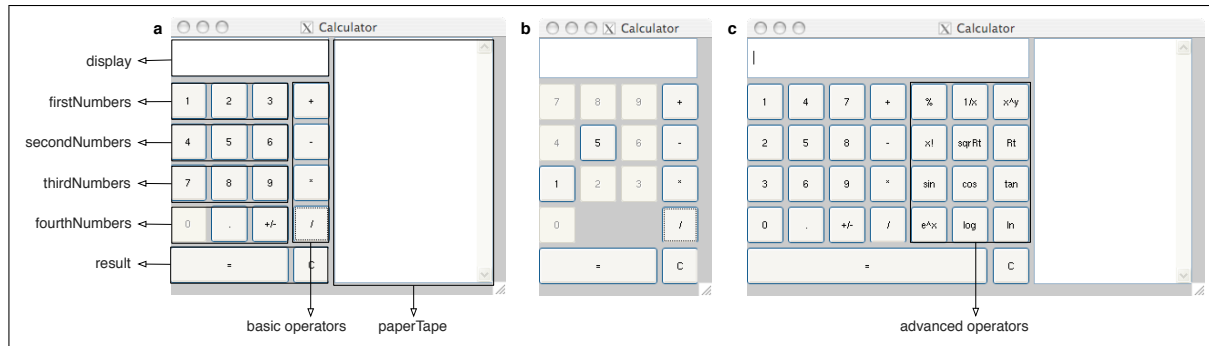 a
Calculator
display
firstNumbers
1 2 3 +
secondNumbers
4 5 6 -
thirdNumbers
7 8 9 *
fourthNumbers
0 . +/- /
result
= C
basic operators
paperTape
b
Calculator
7 8 9 +
4 5 6 -
1 2 3 *
0 /
= C
c
Calculator
1 4 7 + % 1/x x^y
2 5 8 - x! sqrRt Rt
3 6 9 * sin cos tan
0 . +/- / e^x log ln
= C
advanced operators